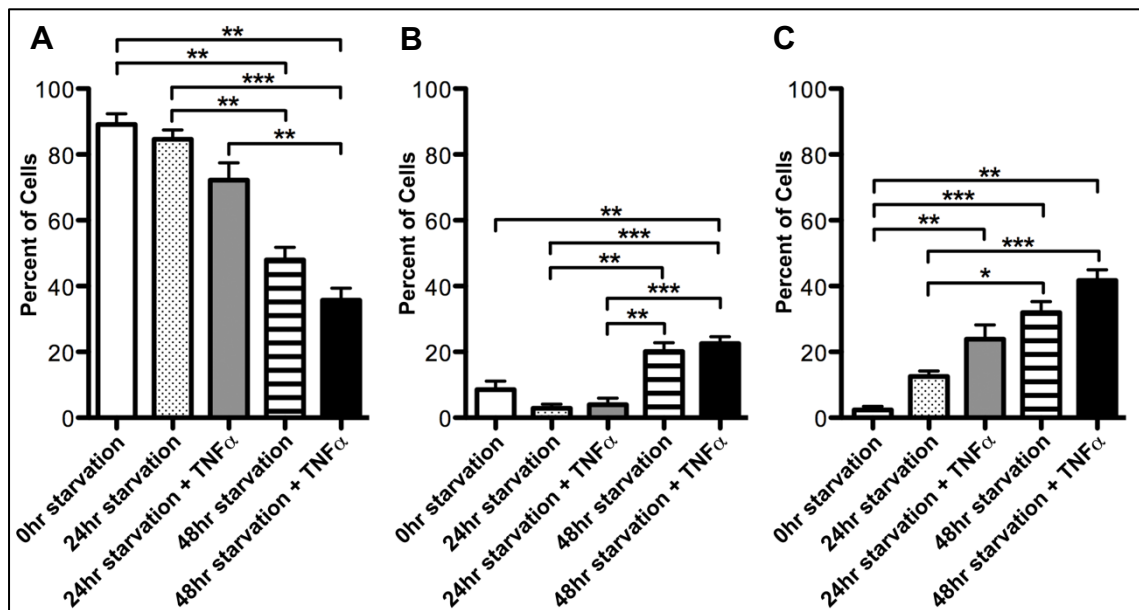 A
**
**
***
**
**
Percent of Cells
100
80
60
40
20
0
0hr starvation
24hr starvation
24hr starvation + TNFα
48hr starvation
48hr starvation + TNFα
B
**
***
**
***
**
Percent of Cells
100
80
60
40
20
0
0hr starvation
24hr starvation
24hr starvation + TNFα
48hr starvation
48hr starvation + TNFα
C
**
***
**
***
*
Percent of Cells
100
80
60
40
20
0
0hr starvation
24hr starvation
24hr starvation + TNFα
48hr starvation
48hr starvation + TNFα